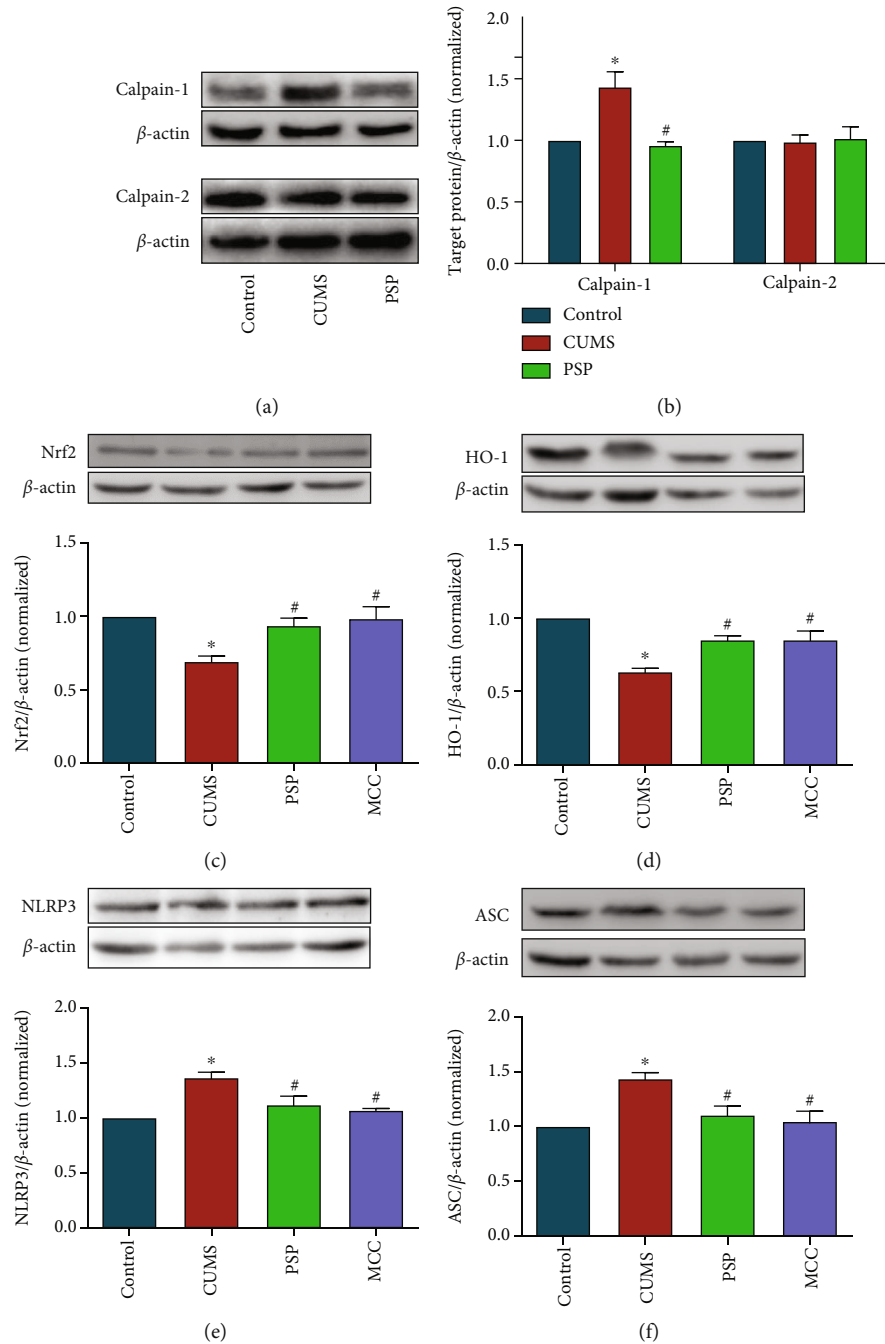 Calpain-1
β-actin
Calpain-2
β-actin
Control
CUMS
PSP
(a)
Target protein/β-actin (normalized)
2.0
1.5
1.0
0.5
0.0
*
#
Calpain-1
Calpain-2
Control
CUMS
PSP
(b)
Nrf2
β-actin
Nrf2/β-actin (normalized)
1.5
1.0
0.5
0.0
*
#
#
Control
CUMS
PSP
MCC
(c)
HO-1
β-actin
HO-1/β-actin (normalized)
1.5
1.0
0.5
0.0
*
#
#
Control
CUMS
PSP
MCC
(d)
NLRP3
β-actin
NLRP3/β-actin (normalized)
2.0
1.5
1.0
0.5
0.0
*
#
#
Control
CUMS
PSP
MCC
(e)
ASC
β-actin
ASC/β-actin (normalized)
2.0
1.5
1.0
0.5
0.0
*
#
#
Control
CUMS
PSP
MCC
(f)